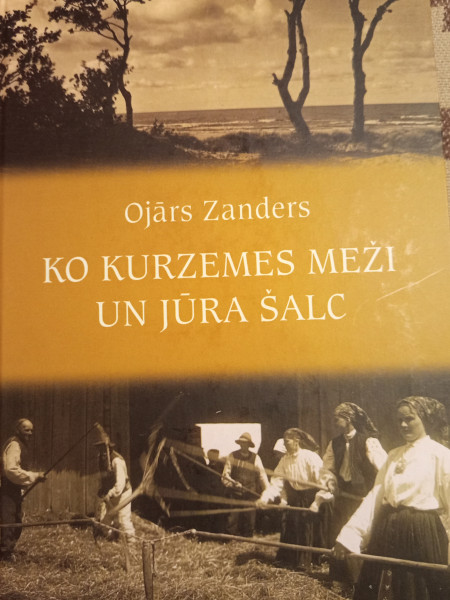 Ojārs Zanders
KO KURZEMES MEŽI
UN JŪRA ŠALC